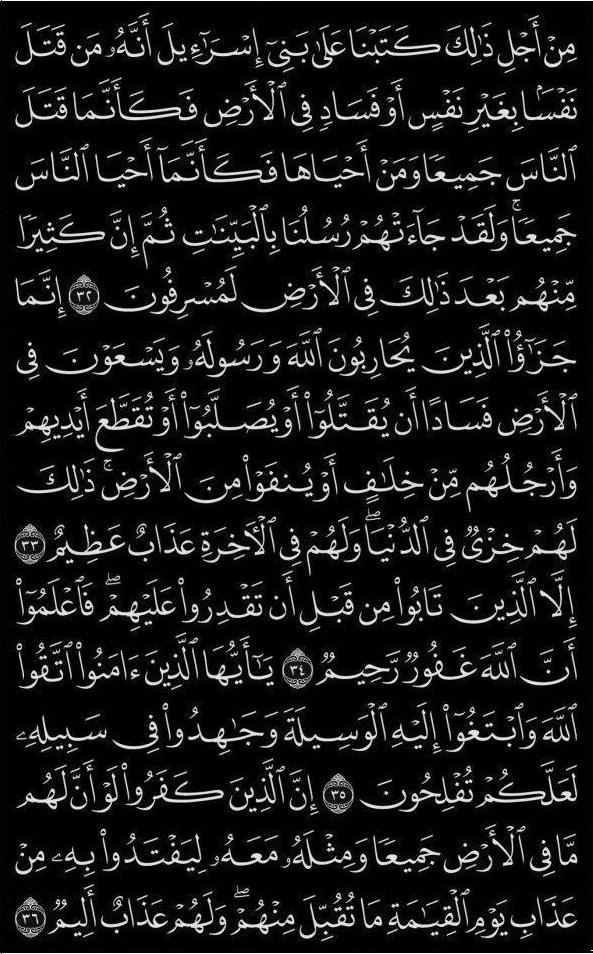 مِنْ أَجْلِ ذَٰلِكَ كَتَبْنَا عَلَىٰ بَنِىٓ إِسْرَٰٓءِيلَ أَنَّهُۥ مَن قَتَلَ
نَفْسًۢا بِغَيْرِ نَفْسٍ أَوْ فَسَادٍ فِى ٱلْأَرْضِ فَكَأَنَّمَا قَتَلَ
ٱلنَّاسَ جَمِيعًا وَمَنْ أَحْيَاهَا فَكَأَنَّمَآ أَحْيَا ٱلنَّاسَ
جَمِيعًاۚ وَلَقَدْ جَآءَتْهُمْ رُسُلُنَا بِٱلْبَيِّنَٰتِ ثُمَّ إِنَّ كَثِيرًا
مِّنْهُم بَعْدَ ذَٰلِكَ فِى ٱلْأَرْضِ لَمُسْرِفُونَ ٣٢ إِنَّمَا
جَزَٰٓؤُا۟ ٱلَّذِينَ يُحَارِبُونَ ٱللَّهَ وَرَسُولَهُۥ وَيَسْعَوْنَ فِى
ٱلْأَرْضِ فَسَادًا أَن يُقَتَّلُوٓا۟ أَوْ يُصَلَّبُوٓا۟ أَوْ تُقَطَّعَ أَيْدِيهِمْ
وَأَرْجُلُهُم مِّنْ خِلَٰفٍ أَوْ يُنفَوْا۟ مِنَ ٱلْأَرْضِۚ ذَٰلِكَ
لَهُمْ خِزْىٌ فِى ٱلدُّنْيَاۖ وَلَهُمْ فِى ٱلْأَخِرَةِ عَذَابٌ عَظِيمٌ ٣٣
إِلَّا ٱلَّذِينَ تَابُوا۟ مِن قَبْلِ أَن تَقْدِرُوا۟ عَلَيْهِمْۖ فَٱعْلَمُوٓا۟
أَنَّ ٱللَّهَ غَفُورٌ رَّحِيمٌ ٣٤ يَٰٓأَيُّهَا ٱلَّذِينَ ءَامَنُوا۟ ٱتَّقُوا۟
ٱللَّهَ وَٱبْتَغُوٓا۟ إِلَيْهِ ٱلْوَسِيلَةَ وَجَٰهِدُوا۟ فِى سَبِيلِهِۦ
لَعَلَّكُمْ تُفْلِحُونَ ٣٥ إِنَّ ٱلَّذِينَ كَفَرُوا۟ لَوْ أَنَّ لَهُم
مَّا فِى ٱلْأَرْضِ جَمِيعًا وَمِثْلَهُۥ مَعَهُۥ لِيَفْتَدُوا۟ بِهِۦ مِنْ
عَذَابِ يَوْمِ ٱلْقِيَٰمَةِ مَا تُقُبِّلَ مِنْهُمْۖ وَلَهُمْ عَذَابٌ أَلِيمٌ ٣٦